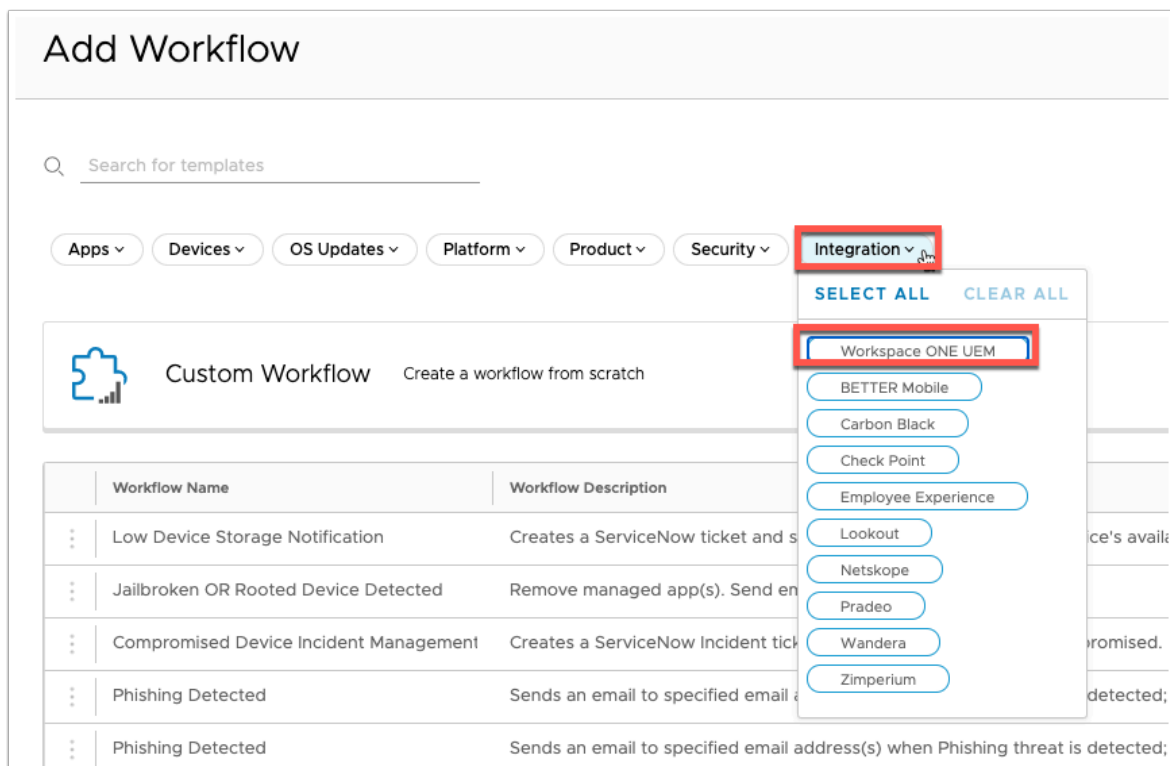 Add Workflow
Search for templates
Apps
Devices
OS Updates
Platform
Product
Security
Integration
SELECT ALL
CLEAR ALL
Workspace ONE UEM
BETTER Mobile
Carbon Black
Check Point
Employee Experience
Lookout
Netskope
Pradeo
Wandera
Zimperium
Custom Workflow
Create a workflow from scratch
Workflow Name
Workflow Description
Low Device Storage Notification
Creates a ServiceNow ticket and s
ice's availa
Jailbroken OR Rooted Device Detected
Remove managed app(s). Send en
Compromised Device Incident Management
Creates a ServiceNow Incident tick
promised.
Phishing Detected
Sends an email to specified email a
detected;
Phishing Detected
Sends an email to specified email address(s) when Phishing threat is detected;